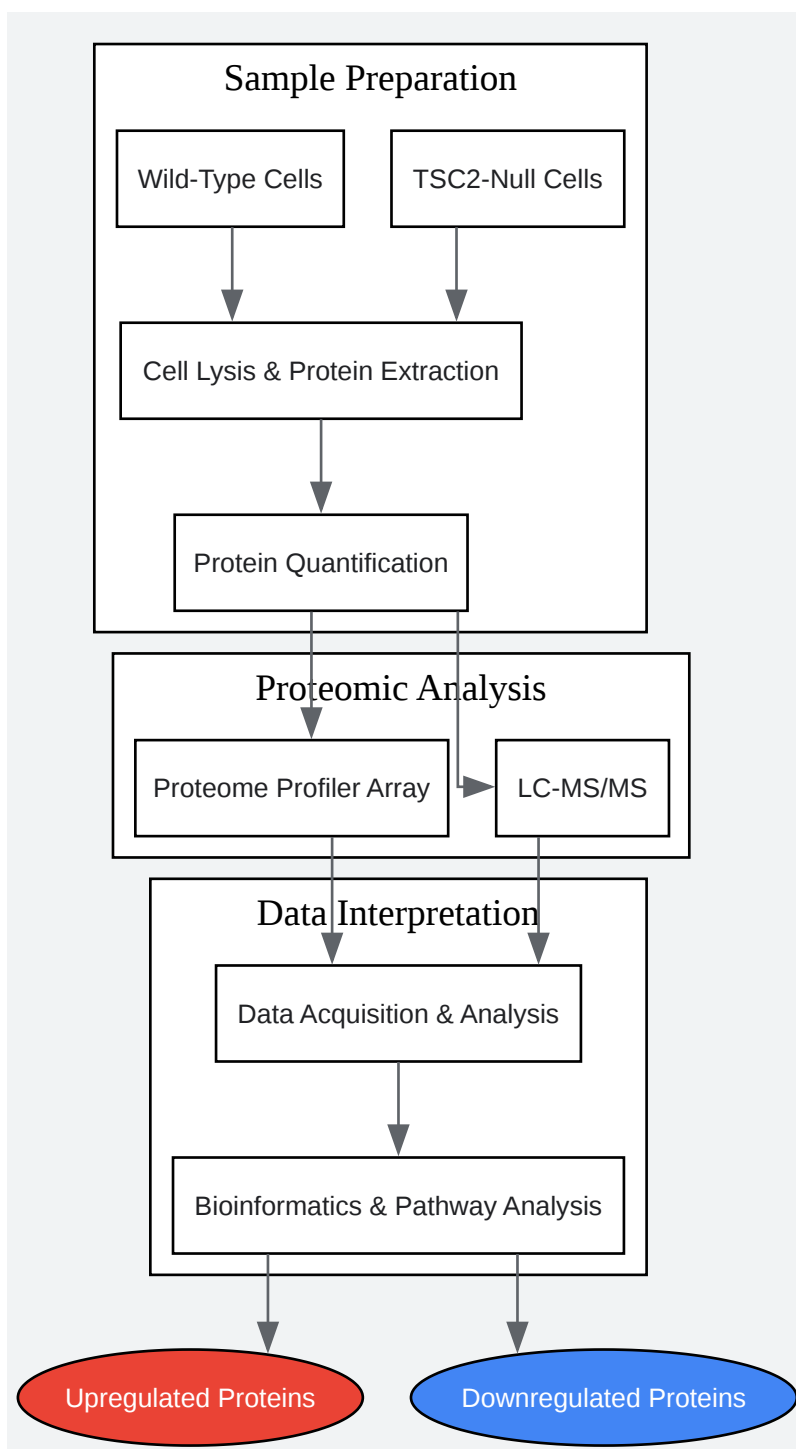 Sample Preparation
Wild-Type Cells
TSC2-Null Cells
Cell Lysis & Protein Extraction
Protein Quantification
Proteomic Analysis
Proteome Profiler Array
LC-MS/MS
Data Interpretation
Data Acquisition & Analysis
Bioinformatics & Pathway Analysis
Upregulated Proteins
Downregulated Proteins